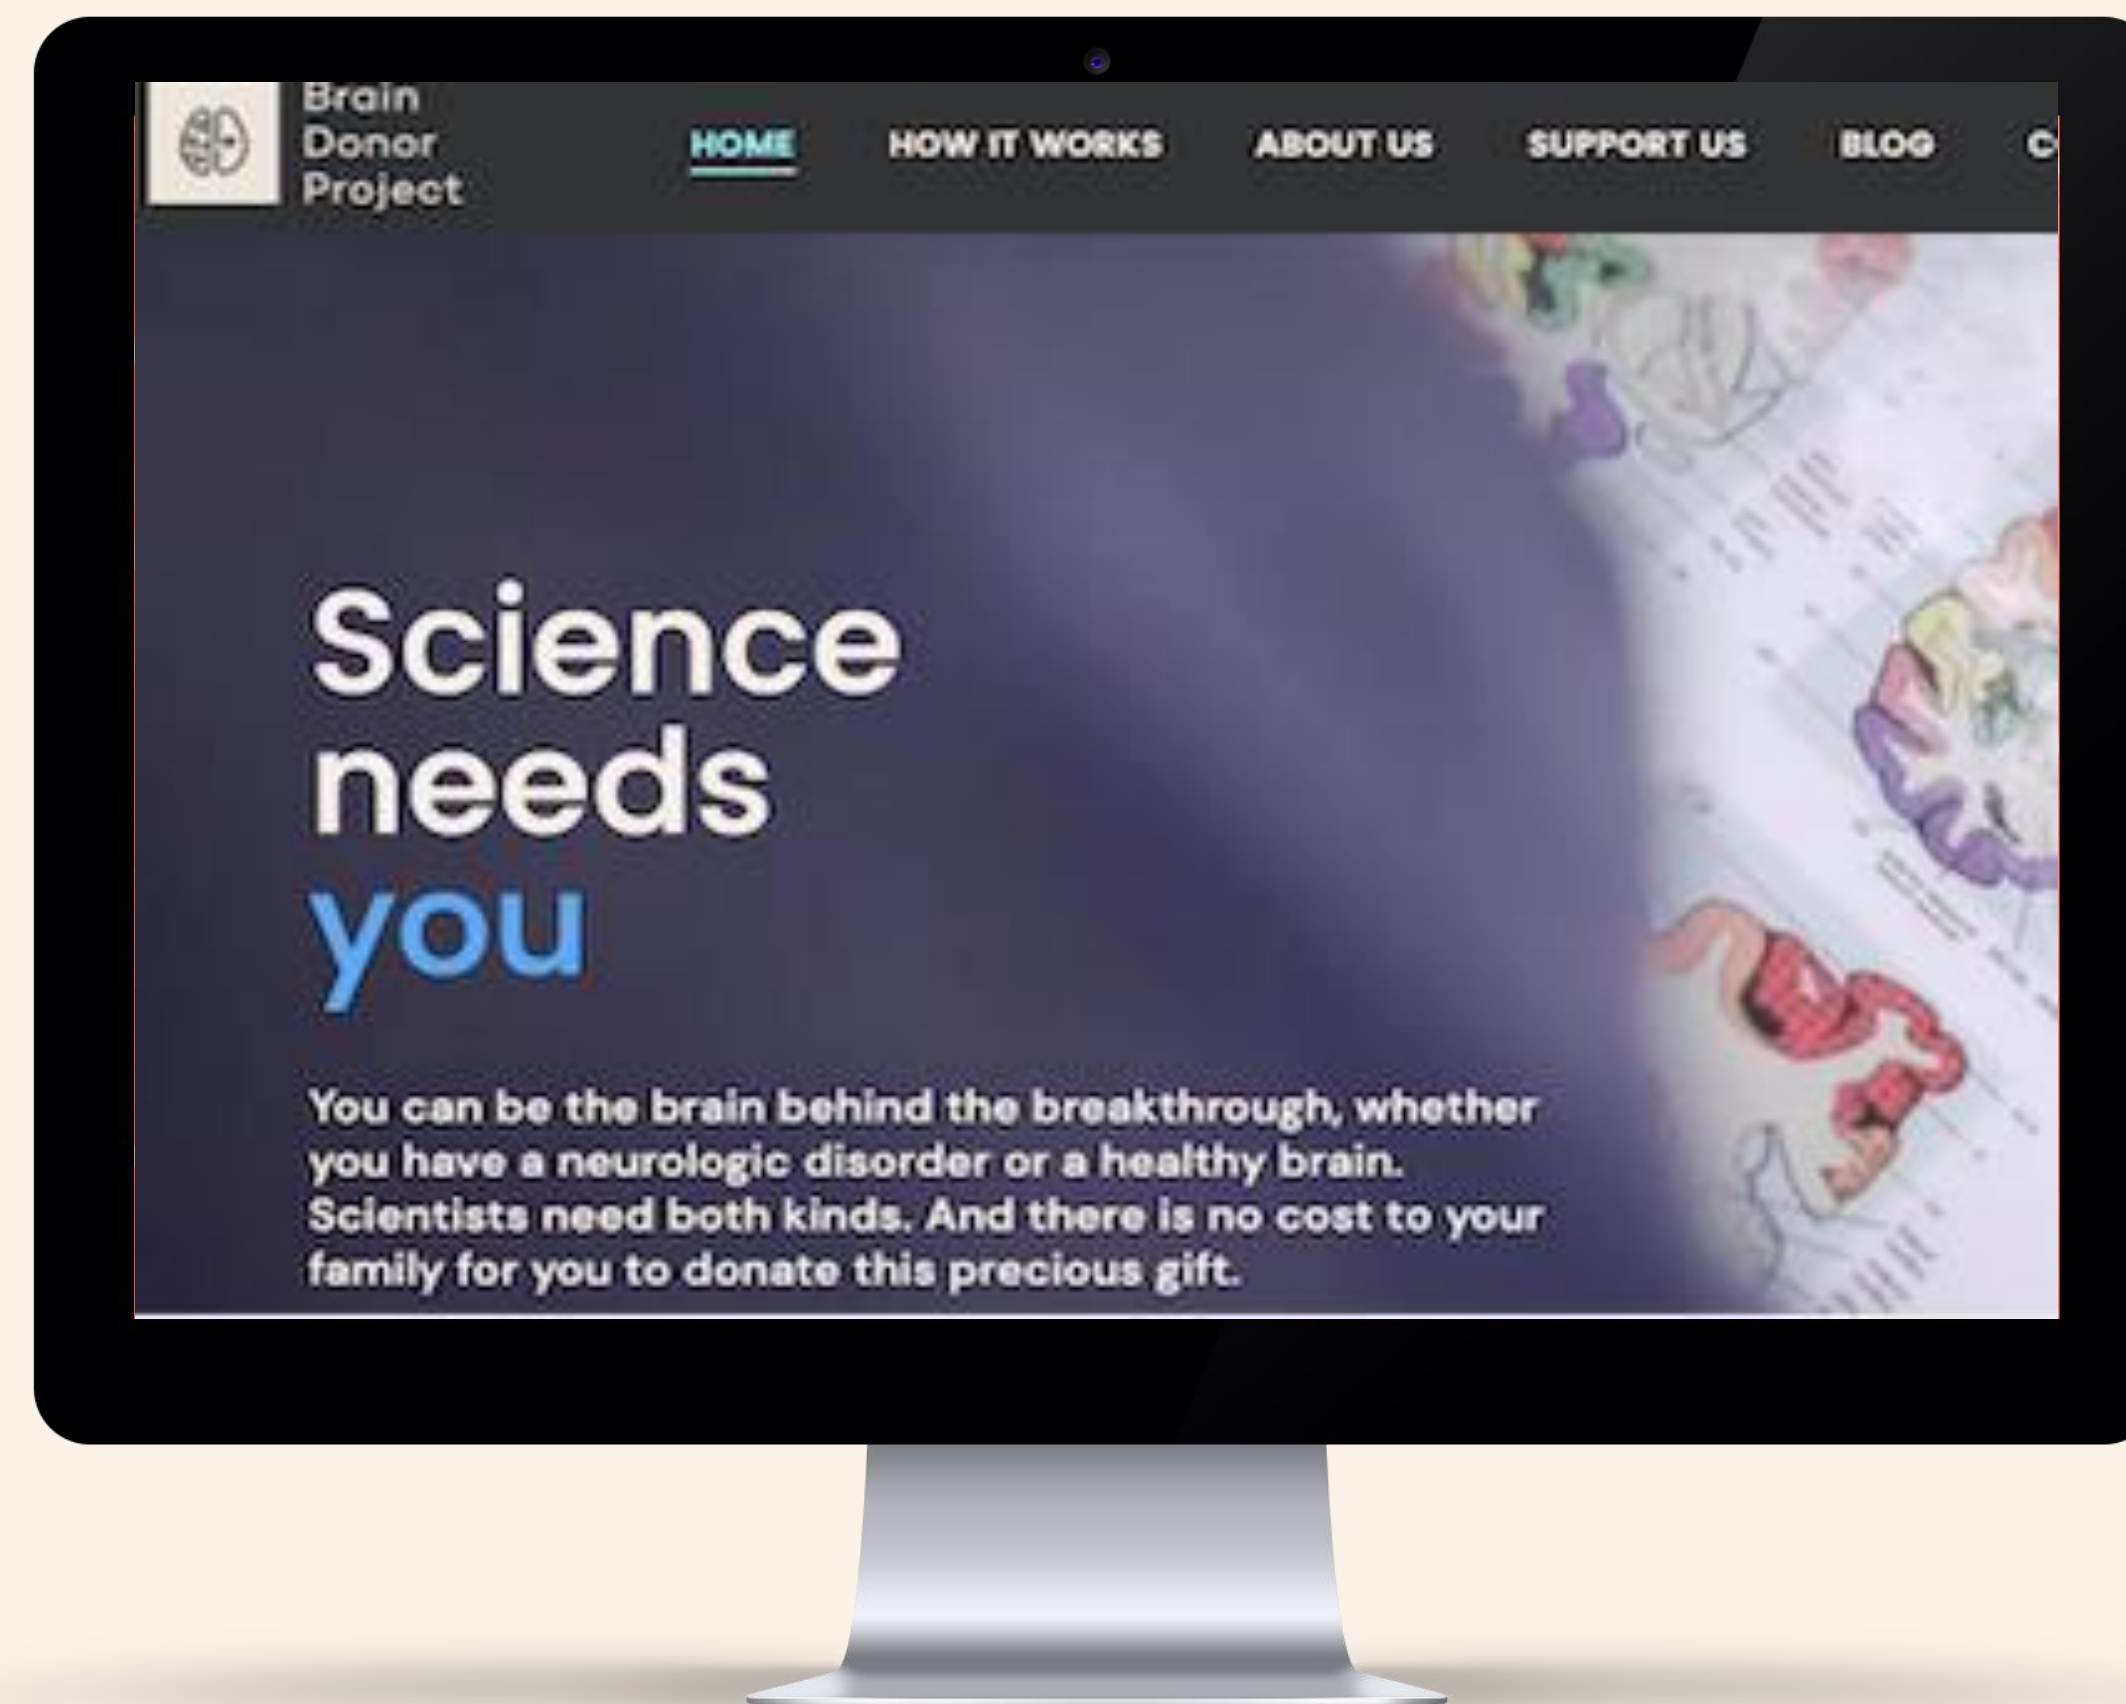 Brain
Donor
Project
HOME HOW IT WORKS ABOUT US SUPPORT US BLOG
Science
needs
you
You can be the brain behind the breakthrough, whether
you have a neurologic disorder or a healthy brain.
Scientists need both kinds. And there is no cost to your
family for you to donate this precious gift.